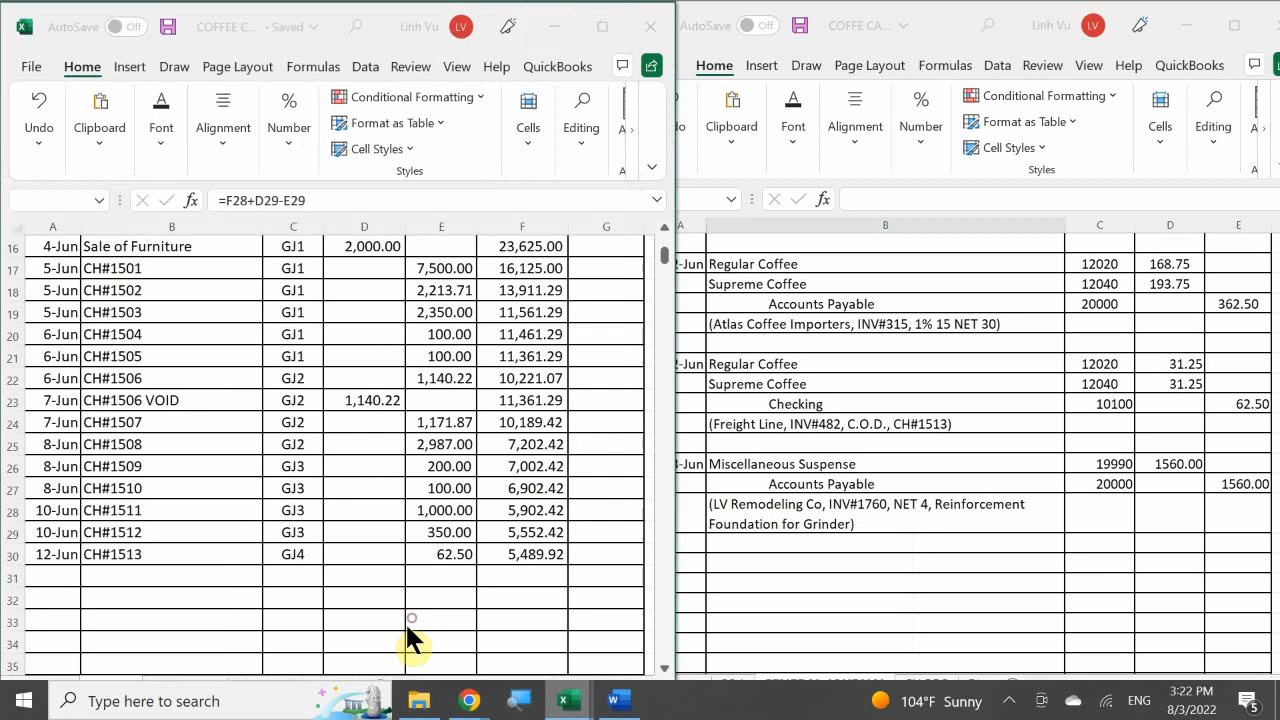 AutoSave Off COFFEE C... • Saved Linh Vu LV
File Home Insert Draw Page Layout Formulas Data Review View Help QuickBooks
Undo Clipboard Font Alignment Number Conditional Formatting Format as Table Cell Styles Styles Cells Editing
fx =F28+D29-E29
A B C D E F G
16 4-Jun Sale of Furniture GJ1 2,000.00 23,625.00
17 5-Jun CH#1501 GJ1 7,500.00 16,125.00
18 5-Jun CH#1502 GJ1 2,213.71 13,911.29
19 5-Jun CH#1503 GJ1 2,350.00 11,561.29
20 6-Jun CH#1504 GJ1 100.00 11,461.29
21 6-Jun CH#1505 GJ1 100.00 11,361.29
22 6-Jun CH#1506 GJ2 1,140.22 10,221.07
23 7-Jun CH#1506 VOID GJ2 1,140.22 11,361.29
24 7-Jun CH#1507 GJ2 1,171.87 10,189.42
25 8-Jun CH#1508 GJ2 2,987.00 7,202.42
26 8-Jun CH#1509 GJ3 200.00 7,002.42
27 8-Jun CH#1510 GJ3 100.00 6,902.42
28 10-Jun CH#1511 GJ3 1,000.00 5,902.42
29 10-Jun CH#1512 GJ3 350.00 5,552.42
30 12-Jun CH#1513 GJ4 62.50 5,489.92
31
32
33
34
35
AutoSave Off COFFE CA... Linh Vu LV
Home Insert Draw Page Layout Formulas Data Review View Help QuickBooks
do Clipboard Font Alignment Number Conditional Formatting Format as Table Cell Styles Styles Cells Editing
fx
A B C D E
2-Jun Regular Coffee 12020 168.75
Supreme Coffee 12040 193.75
Accounts Payable 20000 362.50
(Atlas Coffee Importers, INV#315, 1% 15 NET 30)
2-Jun Regular Coffee 12020 31.25
Supreme Coffee 12040 31.25
Checking 10100 62.50
(Freight Line, INV#482, C.O.D., CH#1513)
3-Jun Miscellaneous Suspense 19990 1560.00
Accounts Payable 20000 1560.00
(LV Remodeling Co, INV#1760, NET 4, Reinforcement
Foundation for Grinder)
Type here to search 104°F Sunny ENG 3:22 PM
8/3/2022 5